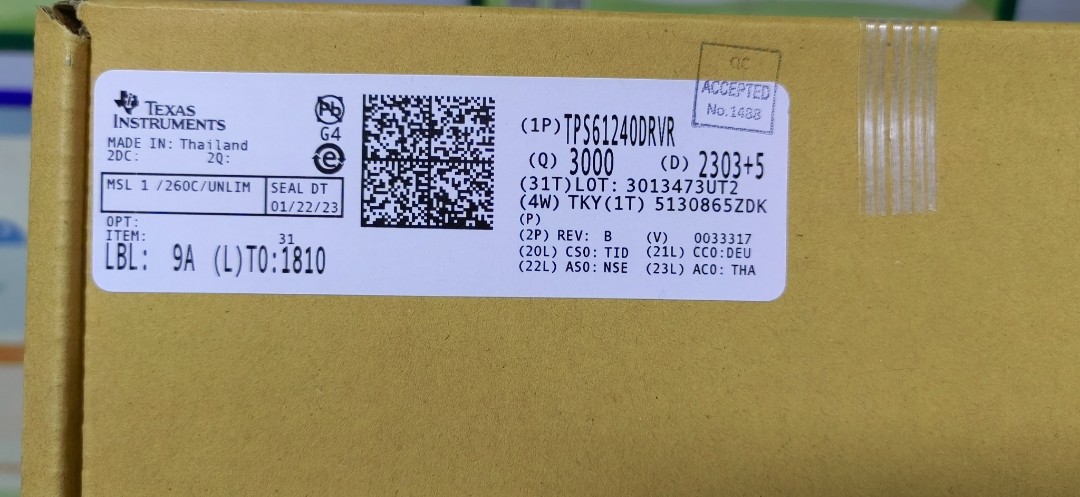 QC
ACCEPTED
No.1488
TEXAS
INSTRUMENTS
MADE IN: Thailand
2DC: 2Q:
Pb
G4
e
MSL 1 /260C/UNLIM
SEAL DT
01/22/23
OPT:
ITEM:
31
LBL: 9A (L)TO:1810
(1P)TPS61240DRVR
(Q) 3000 (D) 2303+5
(31T)LOT: 3013473UT2
(4W) TKY(1T) 5130865ZDK
(P)
(2P) REV: B (V) 0033317
(20L) CSO: TID (21L) CCO:DEU
(22L) ASO: NSE (23L) ACO: THA